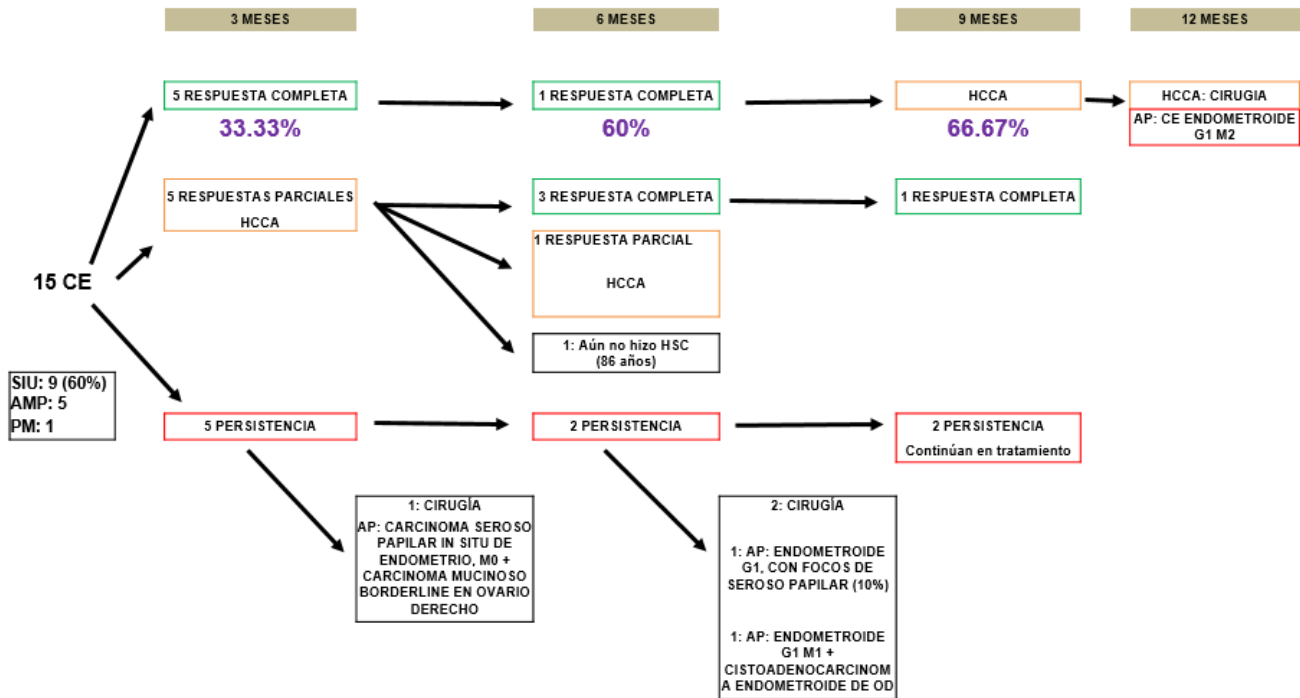 3 MESES
6 MESES
9 MESES
12 MESES
5 RESPUESTA COMPLETA
1 RESPUESTA COMPLETA
HCCA
HCCA: CIRUGIA
33.33%
60%
66.67%
AP: CE ENDOMETROIDE
G1 M2
5 RESPUESTAS PARCIALES
HCCA
3 RESPUESTA COMPLETA
1 RESPUESTA COMPLETA
1 RESPUESTA PARCIAL
HCCA
15 CE
1: Aún no hizo HSC
(86 años)
SIU: 9 (60%)
AMP: 5
PM: 1
5 PERSISTENCIA
2 PERSISTENCIA
2 PERSISTENCIA
Continúan en tratamiento
1: CIRUGÍA
AP: CARCINOMA SEROSO
PAPILAR IN SITU DE
ENDOMETRIO, M0 +
CARCINOMA MUCINOSO
BORDERLINE EN OVARIO
DERECHO
2: CIRUGÍA
1: AP: ENDOMETROIDE
G1, CON FOCOS DE
SEROSO PAPILAR (10%)
1: AP: ENDOMETROIDE
G1 M1 +
CISTOADENOCARCINOM
A ENDOMETROIDE DE OD